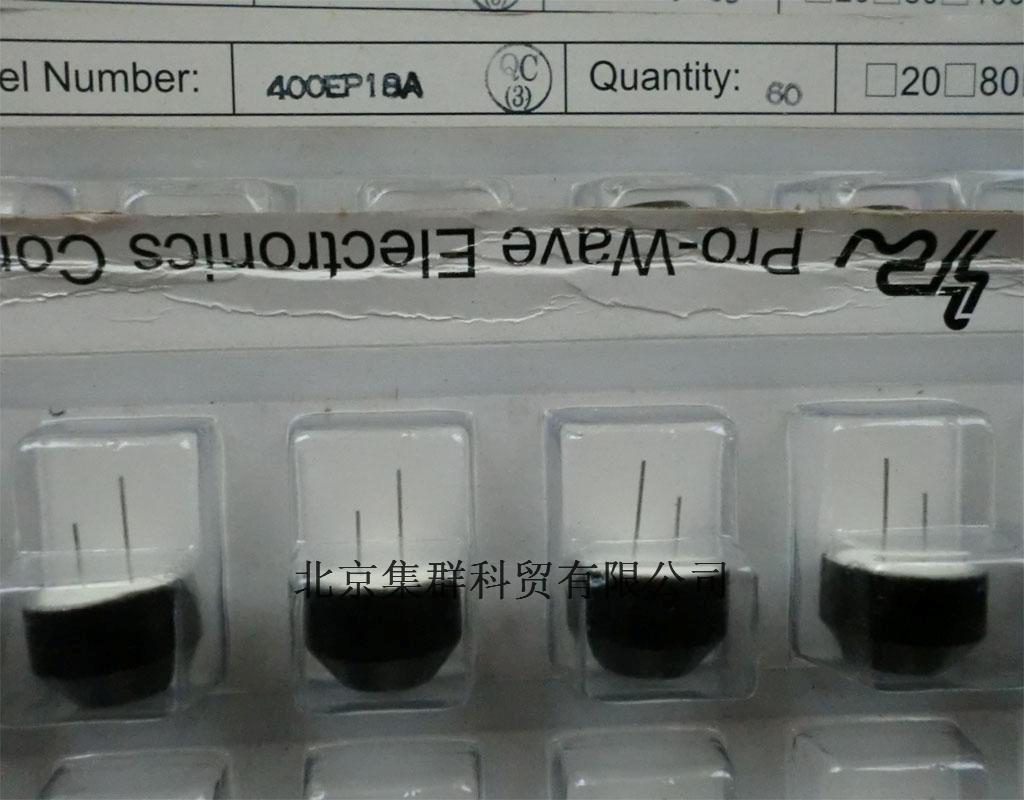 el Number:
400EP18A
QC
(3)
Quantity:
60
□20□80
Pro-Wave Electronics Cor
北京集群科贸有限公司